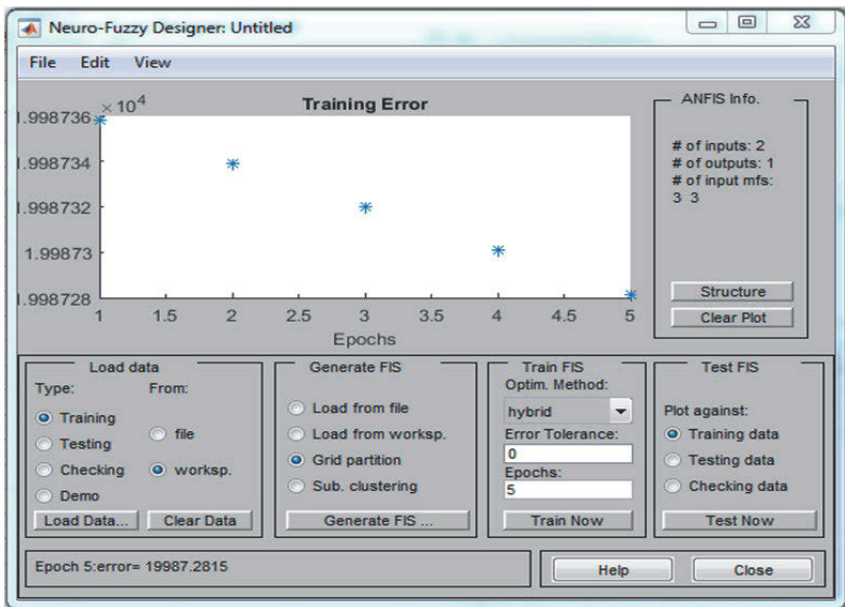 Neuro-Fuzzy Designer: Untitled
File Edit View
× 10⁴
Training Error
1.998736
1.998734
1.998732
1.99873
1.998728
1 1.5 2 2.5 3 3.5 4 4.5 5
Epochs
ANFIS Info.
# of inputs: 2
# of outputs: 1
# of input mfs:
3 3
Structure
Clear Plot
Load data
Type: From:
Training
Testing
Checking
Demo
file
worksp.
Load Data... Clear Data
Generate FIS
Load from file
Load from worksp.
Grid partition
Sub. clustering
Generate FIS ...
Train FIS
Optim. Method:
hybrid
Error Tolerance:
0
Epochs:
5
Train Now
Test FIS
Plot against:
Training data
Testing data
Checking data
Test Now
Epoch 5:error= 19987.2815
Help Close